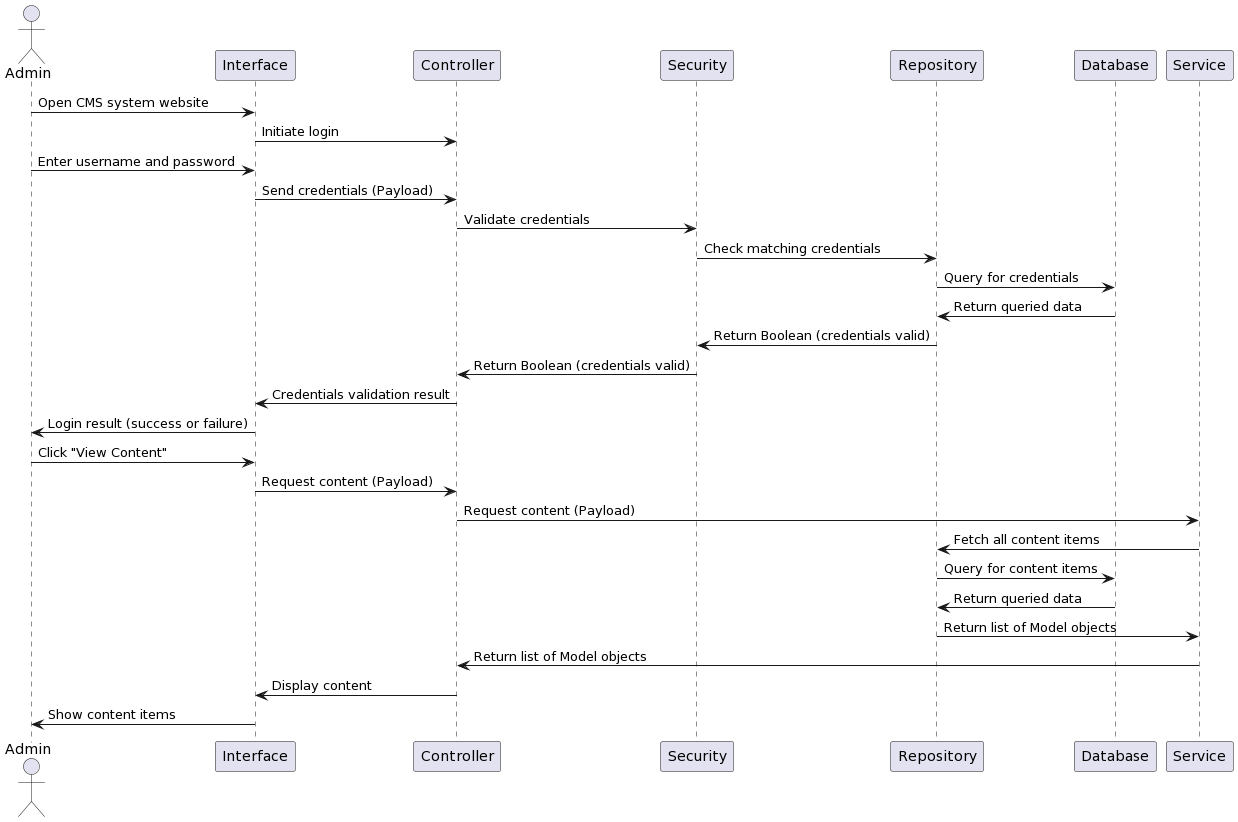 Admin
Interface
Controller
Security
Repository
Database
Service
Open CMS system website
Initiate login
Enter username and password
Send credentials (Payload)
Validate credentials
Check matching credentials
Query for credentials
Return queried data
Return Boolean (credentials valid)
Return Boolean (credentials valid)
Credentials validation result
Login result (success or failure)
Click "View Content"
Request content (Payload)
Request content (Payload)
Fetch all content items
Query for content items
Return queried data
Return list of Model objects
Return list of Model objects
Display content
Show content items
Admin
Interface
Controller
Security
Repository
Database
Service